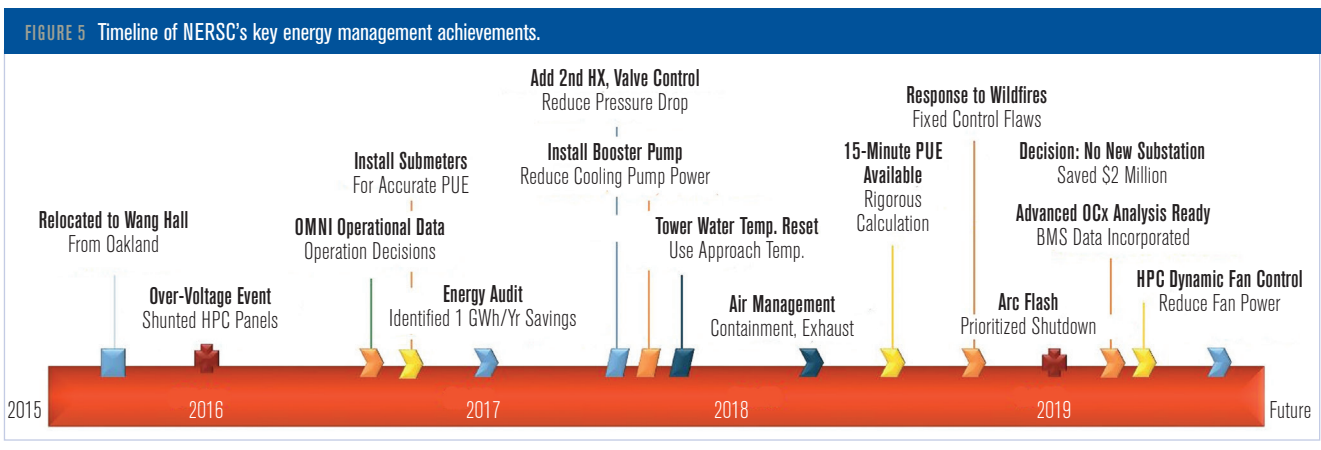 FIGURE 5 Timeline of NERSC's key energy management achievements.
Add 2nd HX, Valve Control
Reduce Pressure Drop
Response to Wildfires
Fixed Control Flaws
Install Submeters
For Accurate PUE
Install Booster Pump
Reduce Cooling Pump Power
15-Minute PUE
Available
Rigorous
Calculation
Decision: No New Substation
Saved $2 Million
Relocated to Wang Hall
From Oakland
OMNI Operational Data
Operation Decisions
Tower Water Temp. Reset
Use Approach Temp.
Advanced OCx Analysis Ready
BMS Data Incorporated
Over-Voltage Event
Shunted HPC Panels
Energy Audit
Identified 1 GWh/Yr Savings
Air Management
Containment, Exhaust
Arc Flash
Prioritized Shutdown
HPC Dynamic Fan Control
Reduce Fan Power
2015 2016 2017 2018 2019 Future